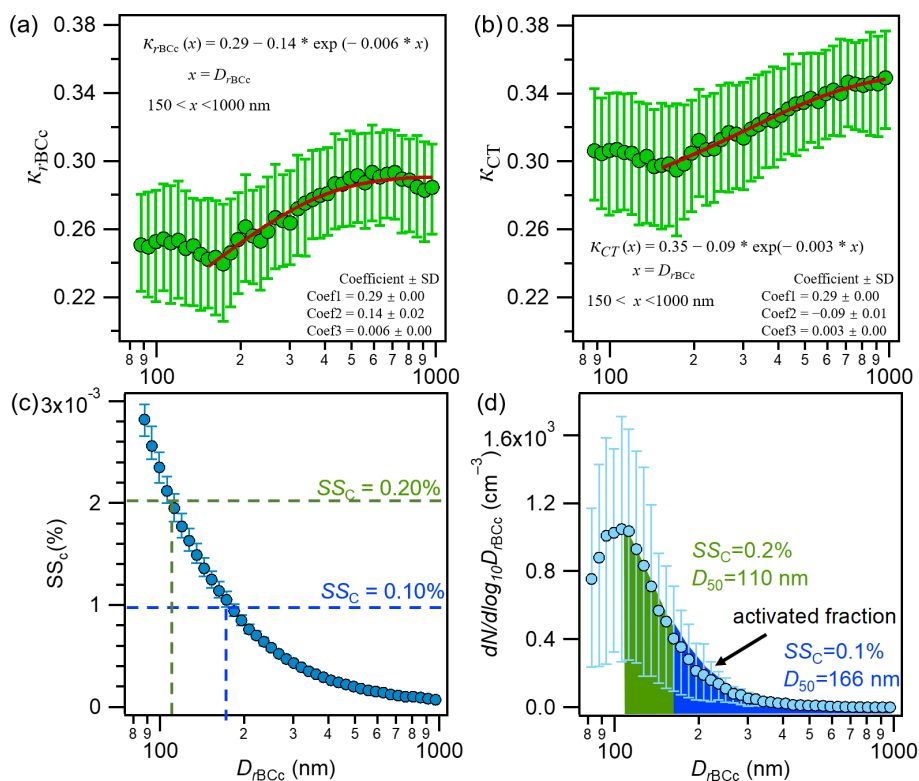 (a)
κrBCc (x) = 0.29 − 0.14 * exp (−0.006 * x)
x = DrBCc
150 < x <1000 nm
0.38
0.34
0.30
0.26
0.22
κrBCc
Coefficient ± SD
Coef1 = 0.29 ± 0.00
Coef2 = 0.14 ± 0.02
Coef3 = 0.006 ± 0.00
8 9 2 3 4 5 6 7 8 9
100 1000
(b)
0.38
0.34
0.30
0.26
0.22
κCT
κCT (x) = 0.35 − 0.09 * exp(− 0.003 * x)
x = DrBCc
150 < x <1000 nm
Coefficient ± SD
Coef1 = 0.29 ± 0.00
Coef2 = −0.09 ± 0.01
Coef3 = 0.003 ± 0.00
8 9 2 3 4 5 6 7 8 9
100 1000
(c)
3x10⁻³
2
1
0
SSc(%)
SSC = 0.20%
SSC = 0.10%
8 9 2 3 4 5 6 7 8 9
100 1000
DrBCc (nm)
(d)
1.6x10³
1.2
0.8
0.4
0.0
dN/dlog10DrBCc (cm⁻³)
SSC=0.2%
D50=110 nm
activated fraction
SSC=0.1%
D50=166 nm
8 9 2 3 4 5 6 7 8 9
100 1000
DrBCc (nm)